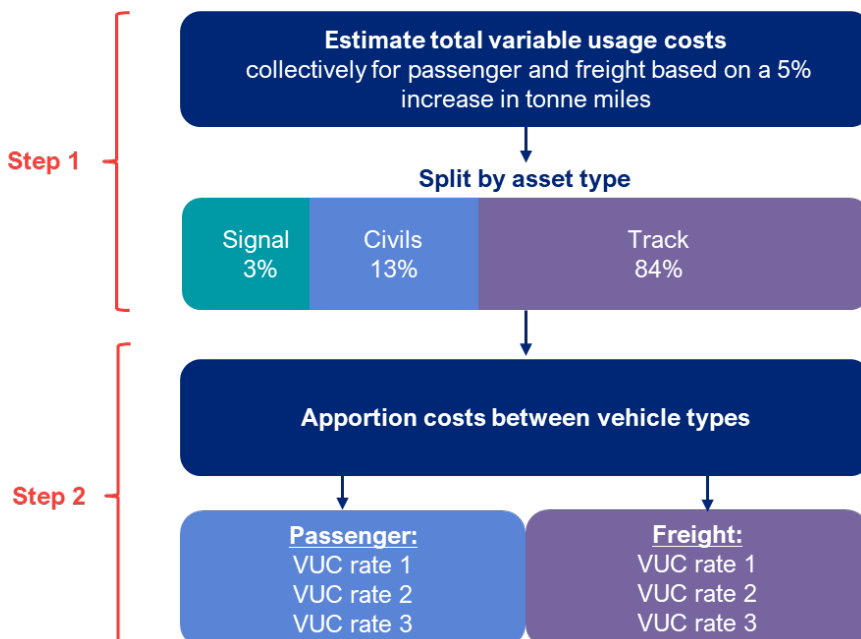 Estimate total variable usage costs
collectively for passenger and freight based on a 5%
increase in tonne miles
Step 1
Split by asset type
Signal
3%
Civils
13%
Track
84%
Apportion costs between vehicle types
Step 2
Passenger:
VUC rate 1
VUC rate 2
VUC rate 3
Freight:
VUC rate 1
VUC rate 2
VUC rate 3